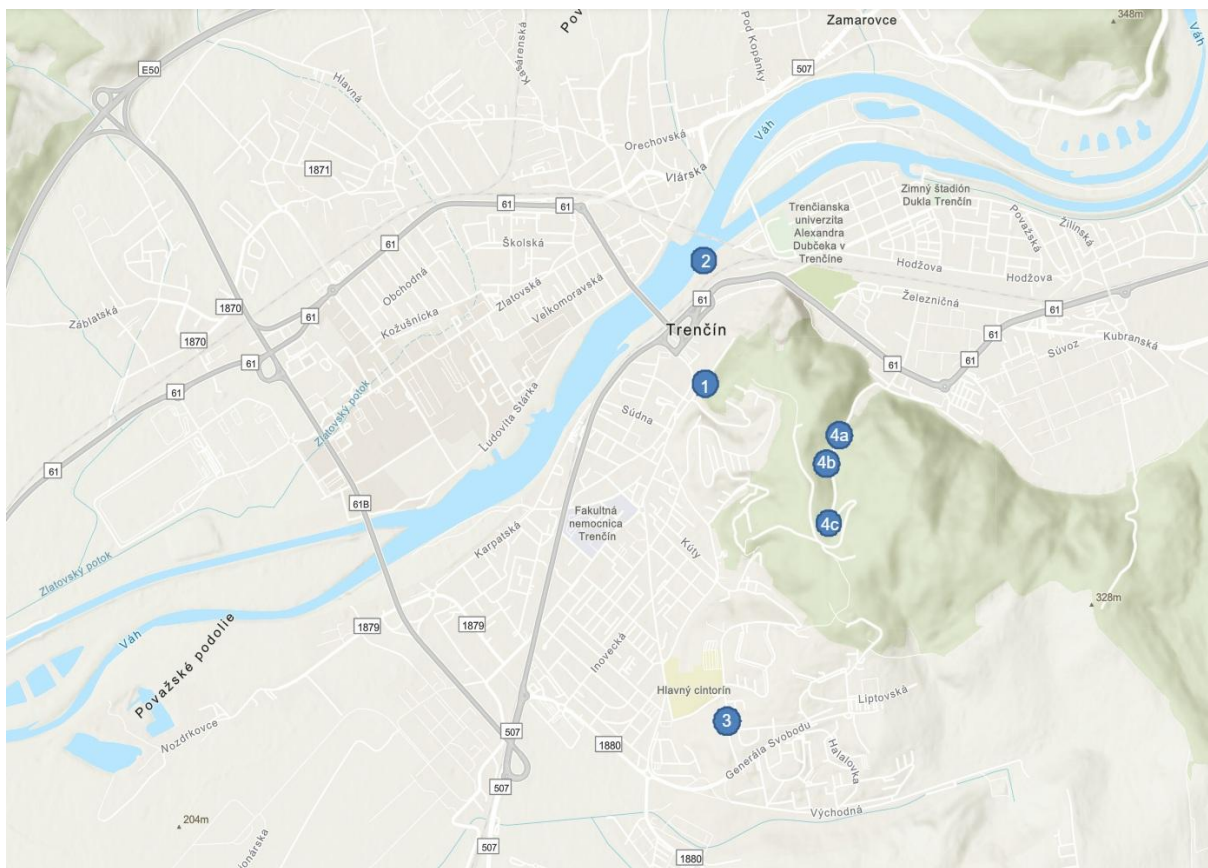 Kasárenská
Pov
Pod Kopánky
Zamarovce
348m
Váh
E50
507
Hlavná
Orechovská
Váh
1871
Vlárska
61
61
61
61
Školská
Trenčianska
univerzita
Alexandra
Dubčeka v
Trenčíne
Zimný štadión
Dukla Trenčín
Považská
Žilinská
2
Hodžova
Hodžova
Obchodná
Zlatovská
Veľkomoravská
1870
61
Železničná
61
Záblatská
61
Kožušnícka
Trenčín
61
Kubranská
1870
Súvoz
61
61
61
1
Ľudovíta Stárka
Súdna
Zlatovský potok
4a
4b
61
61B
Fakultná
nemocnica
Trenčín
4c
Karpatská
Kúty
Zlatovský potok
328m
Váh
1879
1879
Považské podolie
Inovecká
Hlavný cintorín
Liptovská
3
507
Nozdrkovce
1880
Generála Svobodu
Halalovka
507
Východná
204m
507
1880
ionárska